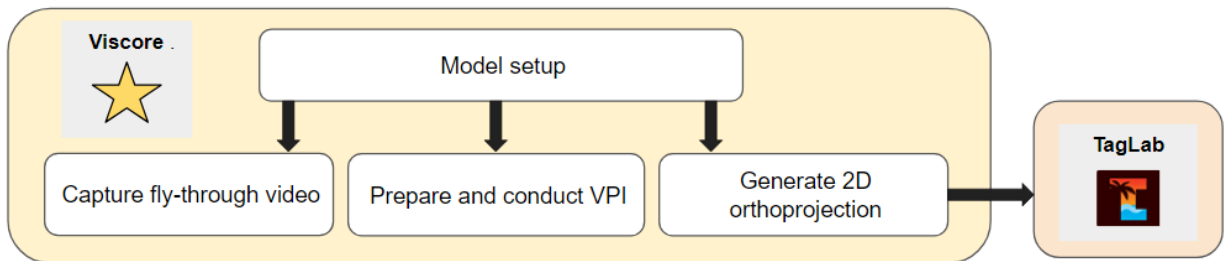 Viscore .
Model setup
Capture fly-through video
Prepare and conduct VPI
Generate 2D
orthoprojection
TagLab